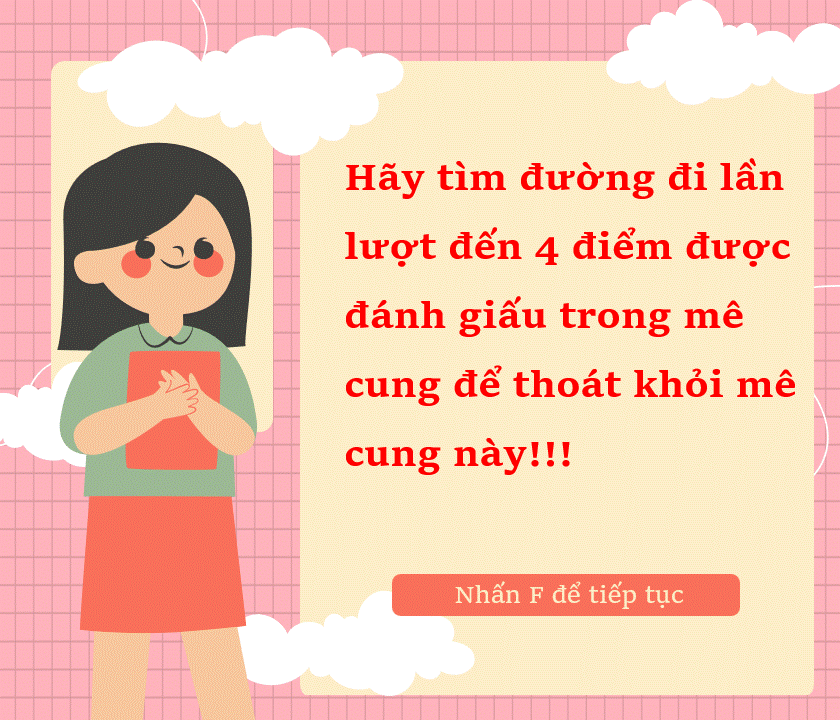 Hãy tìm đường đi lần
lượt đến 4 điểm được
đánh giấu trong mê
cung để thoát khỏi mê
cung này!!!
Nhấn F để tiếp tục